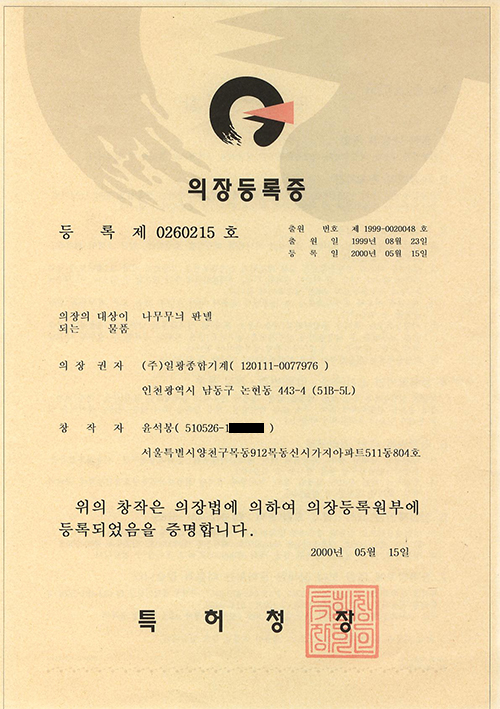 의장등록증
등 록 제 0260215 호
출원 번호 제 1999-0020048 호
출 원 일 1999년 08월 23일
등 록 일 2000년 05월 15일
의장의 대상이 나무무늬 판넬
되는 물품
의 장 권 자 (주)일광종합기계( 120111-0077976 )
인천광역시 남동구 논현동 443-4 (51B-5L)
창 작 자 윤석봉( 510526-1 )
서울특별시양천구목동912목동신시가지아파트511동804호
위의 창작은 의장법에 의하여 의장등록원부에
등록되었음을 증명합니다.
2000년 05월 15일
특 허 청 장